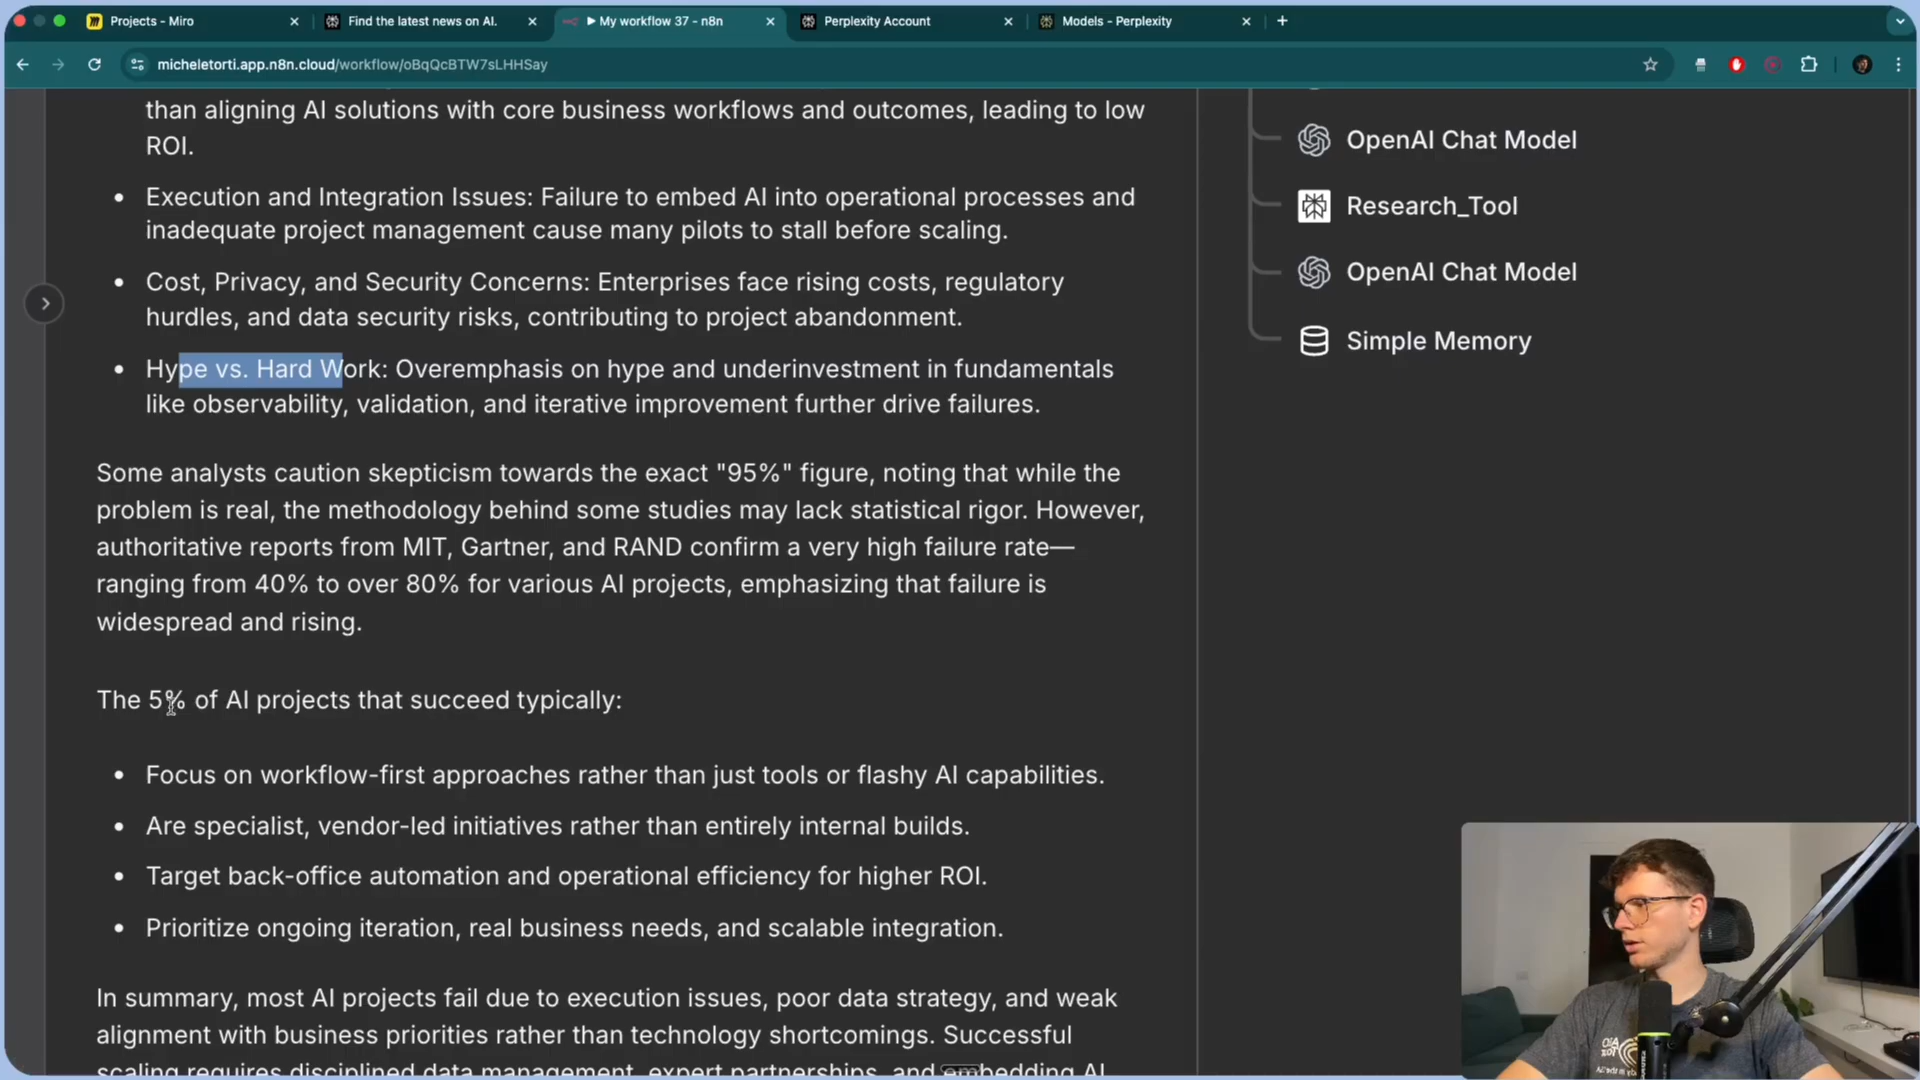 Projects - Miro
Find the latest news on AI.
My workflow 37 - n8n
Perplexity Account
Models - Perplexity
micheletorti.app.n8n.cloud/workflow/oBqQcBTW7sLHHSay
than aligning AI solutions with core business workflows and outcomes, leading to low
ROI.
• Execution and Integration Issues: Failure to embed AI into operational processes and
inadequate project management cause many pilots to stall before scaling.
• Cost, Privacy, and Security Concerns: Enterprises face rising costs, regulatory
hurdles, and data security risks, contributing to project abandonment.
• Hype vs. Hard Work: Overemphasis on hype and underinvestment in fundamentals
like observability, validation, and iterative improvement further drive failures.
Some analysts caution skepticism towards the exact "95%" figure, noting that while the
problem is real, the methodology behind some studies may lack statistical rigor. However,
authoritative reports from MIT, Gartner, and RAND confirm a very high failure rate—
ranging from 40% to over 80% for various AI projects, emphasizing that failure is
widespread and rising.
The 5% of AI projects that succeed typically:
• Focus on workflow-first approaches rather than just tools or flashy AI capabilities.
• Are specialist, vendor-led initiatives rather than entirely internal builds.
• Target back-office automation and operational efficiency for higher ROI.
• Prioritize ongoing iteration, real business needs, and scalable integration.
In summary, most AI projects fail due to execution issues, poor data strategy, and weak
alignment with business priorities rather than technology shortcomings. Successful
scaling requires disciplined data management, expert partnerships, and embedding AI
OpenAI Chat Model
Research_Tool
OpenAI Chat Model
Simple Memory